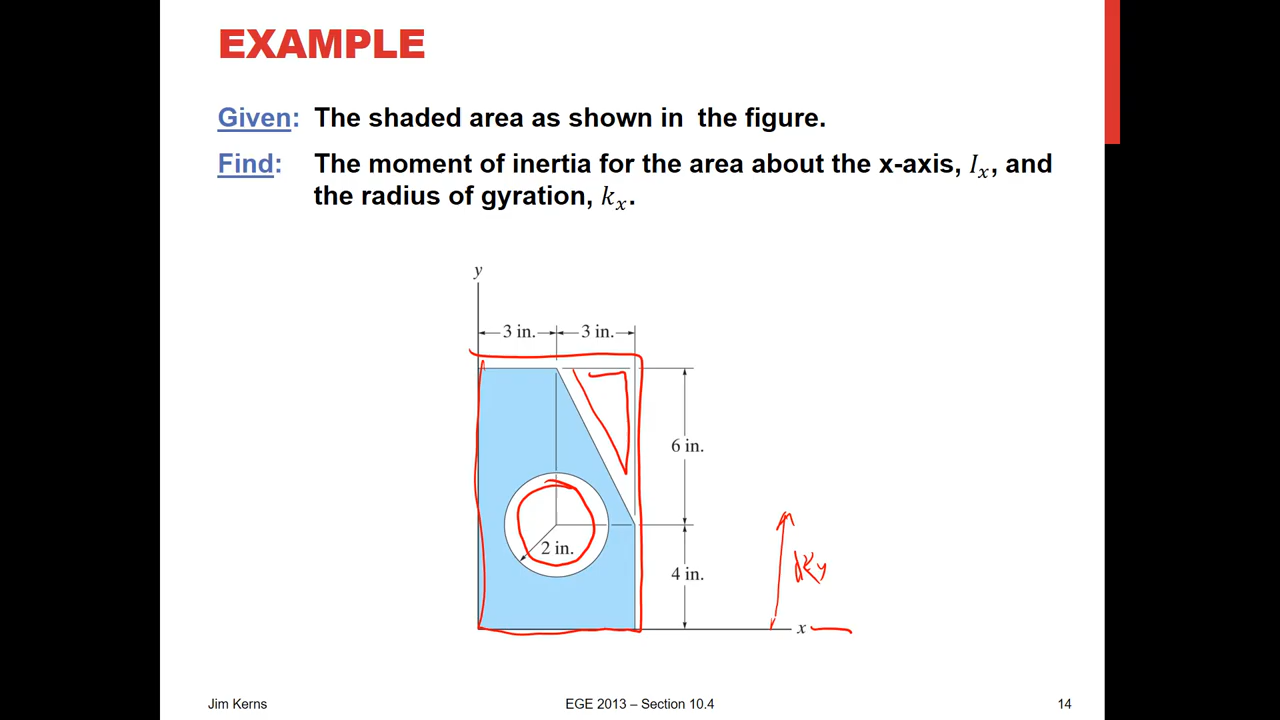 EXAMPLE
Given: The shaded area as shown in the figure.
Find: The moment of inertia for the area about the x-axis, Iₓ, and
the radius of gyration, kₓ.
y
3 in. 3 in.
6 in.
2 in.
4 in.
x
Jim Kerns EGE 2013 – Section 10.4 14